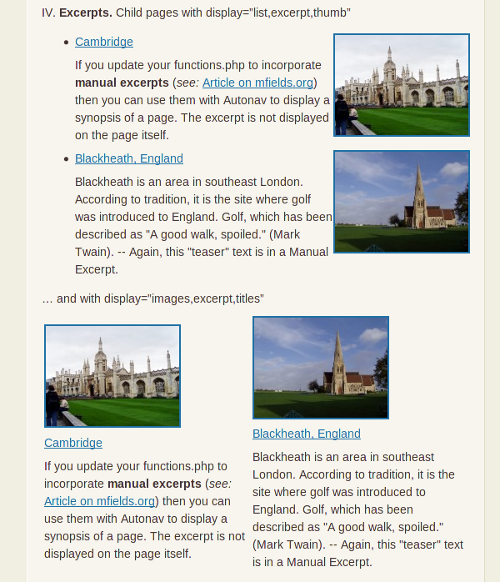 IV. Excerpts. Child pages with display="list,excerpt,thumb"
Cambridge
If you update your functions.php to incorporate
manual excerpts (see: Article on mfields.org)
then you can use them with Autonav to display a
synopsis of a page. The excerpt is not displayed
on the page itself.
Blackheath, England
Blackheath is an area in southeast London.
According to tradition, it is the site where golf
was introduced to England. Golf, which has been
described as "A good walk, spoiled." (Mark
Twain). -- Again, this "teaser" text is in a Manual
Excerpt.
… and with display="images,excerpt,titles"
Cambridge
If you update your functions.php to
incorporate manual excerpts (see:
Article on mfields.org) then you can
use them with Autonav to display a
synopsis of a page. The excerpt is not
displayed on the page itself.
Blackheath, England
Blackheath is an area in southeast
London. According to tradition, it is the
site where golf was introduced to
England. Golf, which has been
described as "A good walk, spoiled."
(Mark Twain). -- Again, this "teaser" text
is in a Manual Excerpt.